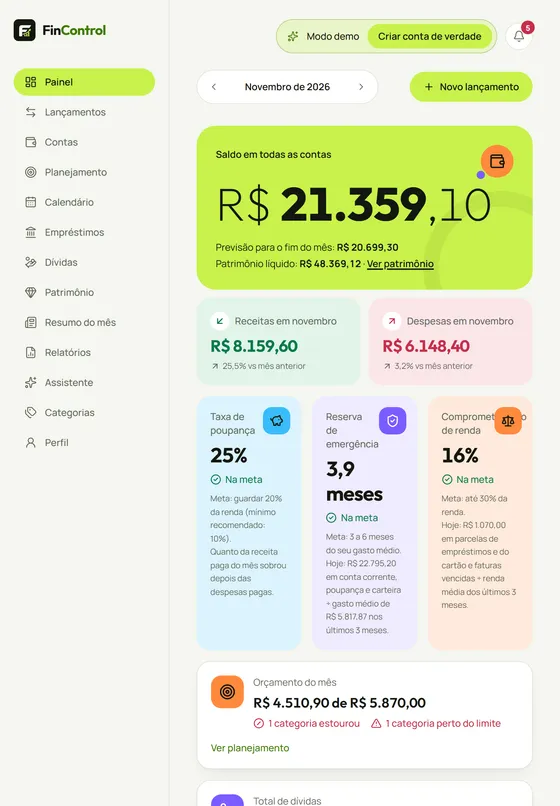 FinControl
Modo demo
Criar conta de verdade
5
Painel
Lançamentos
Contas
Planejamento
Calendário
Empréstimos
Dívidas
Patrimônio
Resumo do mês
Relatórios
Assistente
Categorias
Perfil
Novembro de 2026
+ Novo lançamento
Saldo em todas as contas
R$ 21.359,10
Previsão para o fim do mês: R$ 20.699,30
Patrimônio líquido: R$ 48.369,12 · Ver patrimônio
Receitas em novembro
R$ 8.159,60
25,5% vs mês anterior
Despesas em novembro
R$ 6.148,40
3,2% vs mês anterior
Taxa de
poupança
25%
Na meta
Meta: guardar 20%
da renda (mínimo
recomendado:
10%).
Quanto da receita
paga do mês sobrou
depois das
despesas pagas.
Reserva
de
emergência
3,9
meses
Na meta
Meta: 3 a 6 meses
do seu gasto médio.
Hoje: R$ 22.795,20
em conta corrente,
poupança e carteira
÷ gasto médio de
R$ 5.817,87 nos
últimos 3 meses.
de renda
16%
Na meta
Meta: até 30% da
renda.
Hoje: R$ 1.070,00
em parcelas de
empréstimos e do
cartão e faturas
vencidas ÷ renda
média dos últimos 3
meses.
Orçamento do mês
R$ 4.510,90 de R$ 5.870,00
1 categoria estourou
1 categoria perto do limite
Ver planejamento
Total de dívidas